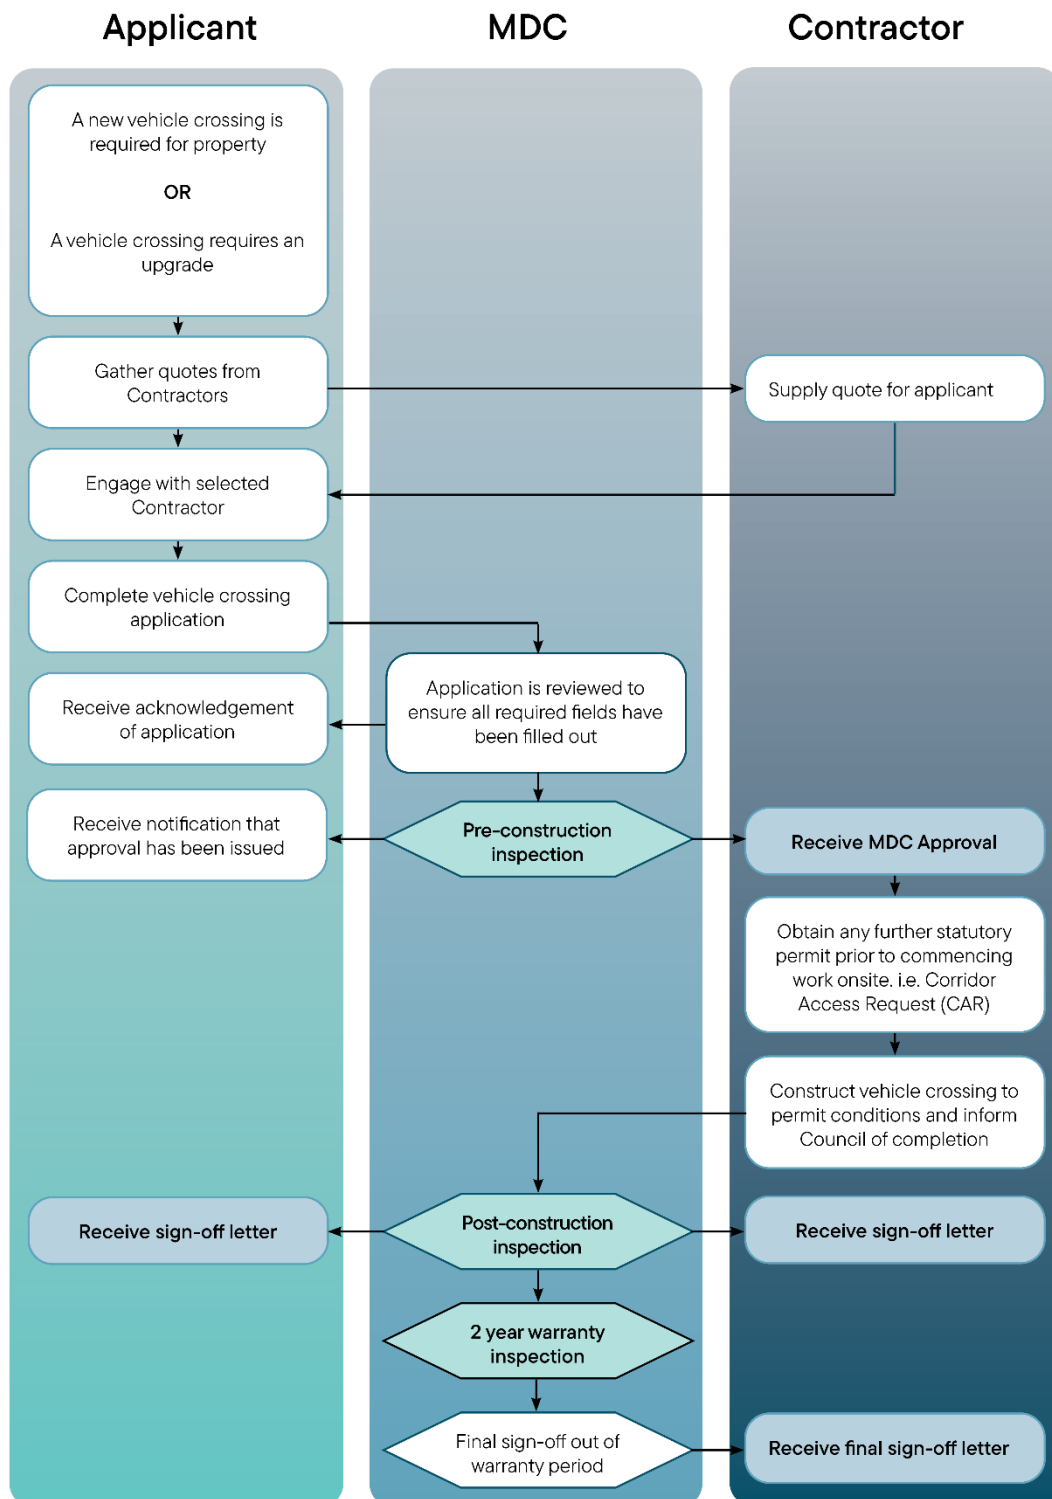 Applicant
MDC
Contractor
A new vehicle crossing is
required for property
OR
A vehicle crossing requires an
upgrade
Gather quotes from
Contractors
Supply quote for applicant
Engage with selected
Contractor
Complete vehicle crossing
application
Application is reviewed to
ensure all required fields have
been filled out
Receive acknowledgement
of application
Pre-construction
inspection
Receive notification that
approval has been issued
Receive MDC Approval
Obtain any further statutory
permit prior to commencing
work onsite. i.e. Corridor
Access Request (CAR)
Construct vehicle crossing to
permit conditions and inform
Council of completion
Post-construction
inspection
Receive sign-off letter
Receive sign-off letter
2 year warranty
inspection
Final sign-off out of
warranty period
Receive final sign-off letter